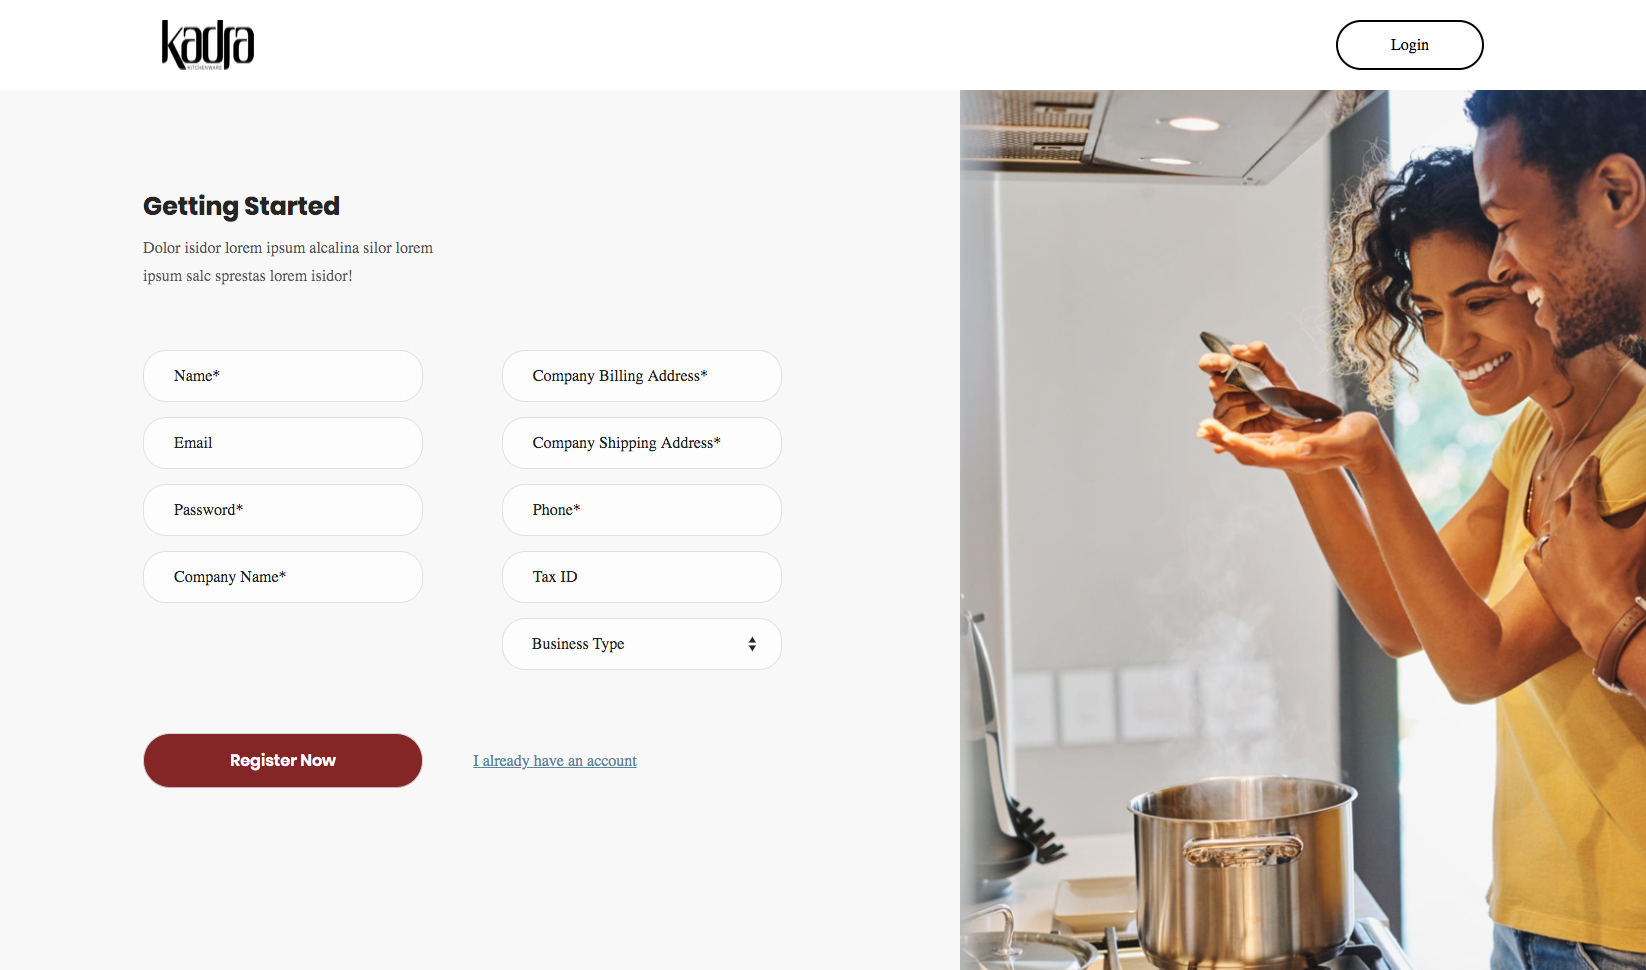 kadra
KITCHENWARE
Login
Getting Started
Dolor isidor lorem ipsum alcalina silor lorem
ipsum salc sprestas lorem isidor!
Name*
Email
Password*
Company Name*
Company Billing Address*
Company Shipping Address*
Phone*
Tax ID
Business Type
Register Now
I already have an account